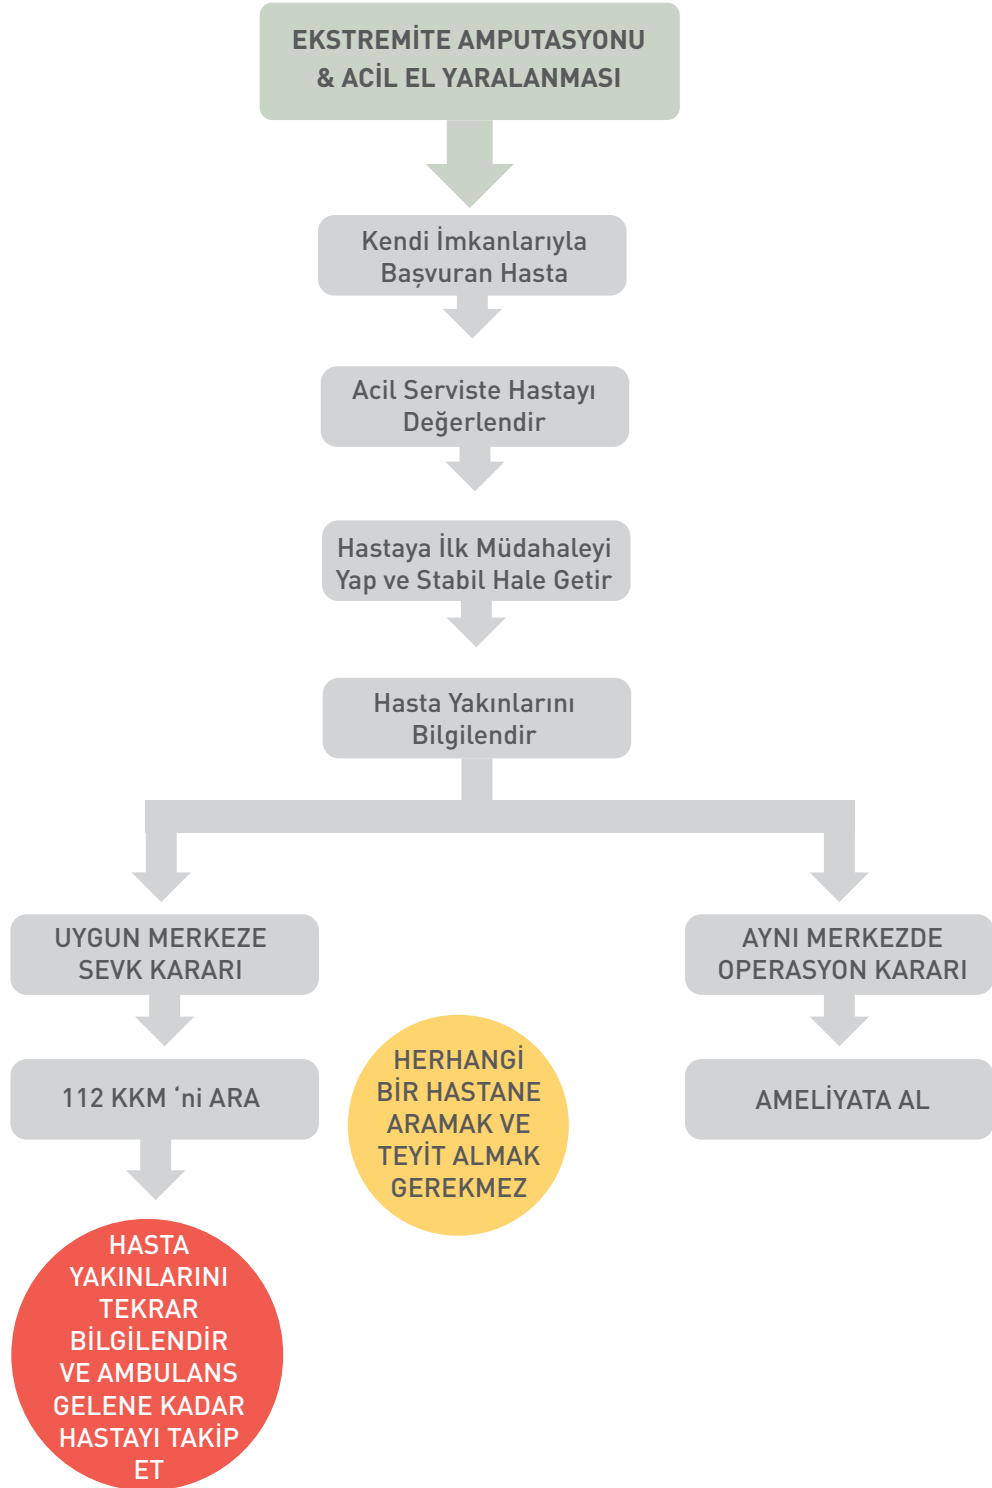 EKSTREMİTE AMPUTASYONU
& ACİL EL YARALANMASI
Kendi İmkanlarıyla
Başvuran Hasta
Acil Serviste Hastayı
Değerlendir
Hastaya İlk Müdahaleyi
Yap ve Stabil Hale Getir
Hasta Yakınlarını
Bilgilendir
UYGUN MERKEZE
SEVK KARARI
AYNI MERKEZDE
OPERASYON KARARI
112 KKM ‘ni ARA
HERHANGİ
BİR HASTANE
ARAMAK VE
TEYİT ALMAK
GEREKMEZ
AMELİYATA AL
HASTA
YAKINLARINI
TEKRAR
BİLGİLENDİR
VE AMBULANS
GELENE KADAR
HASTAYI TAKİP
ET